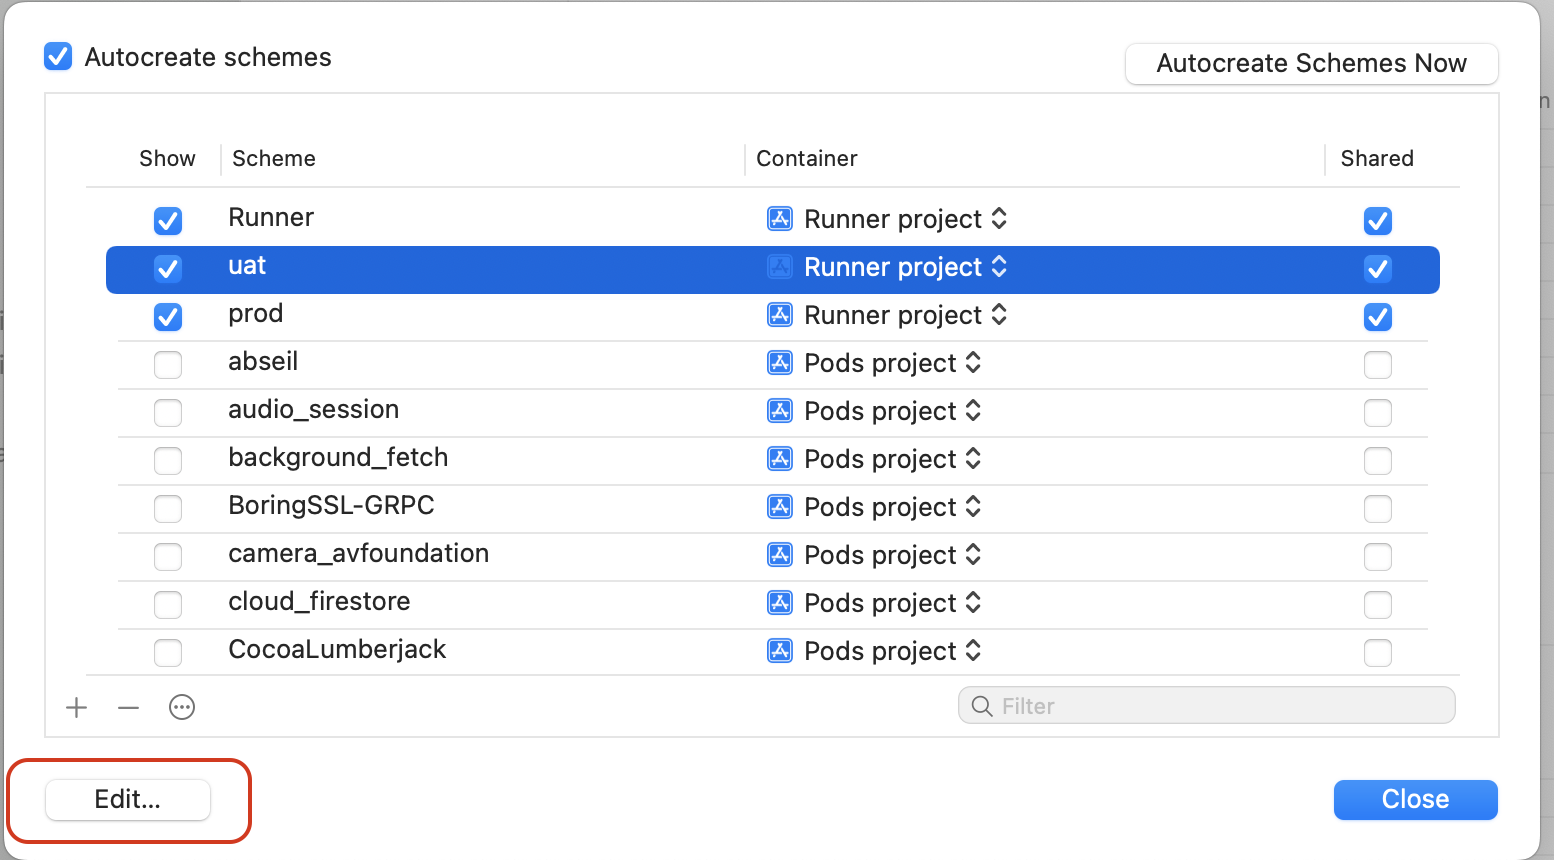 Autocreate schemes
Autocreate Schemes Now
Show Scheme Container Shared
Runner Runner project
uat Runner project
prod Runner project
abseil Pods project
audio_session Pods project
background_fetch Pods project
BoringSSL-GRPC Pods project
camera_avfoundation Pods project
cloud_firestore Pods project
CocoaLumberjack Pods project
Filter
Edit...
Close